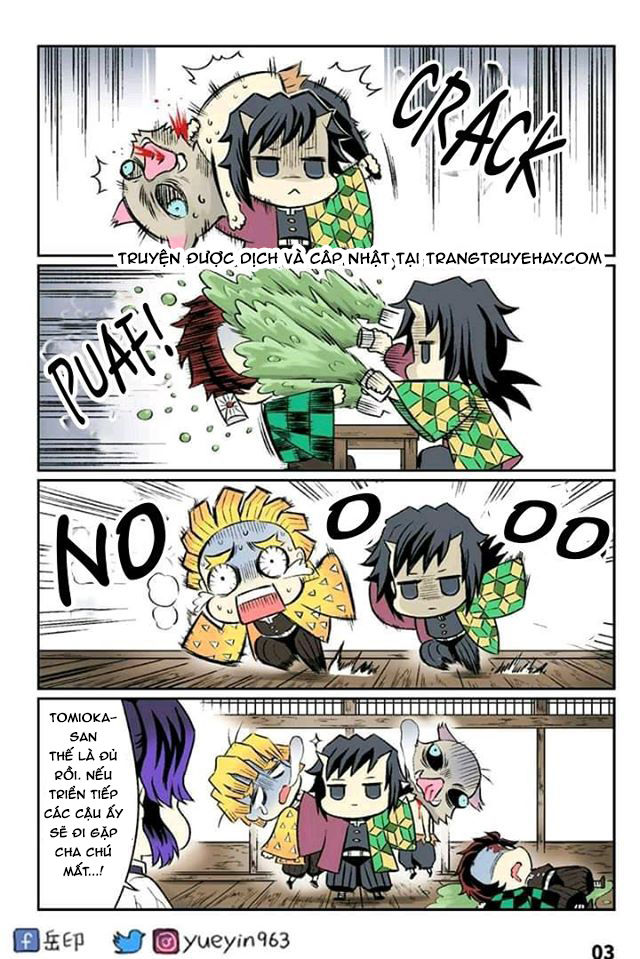 CRACK
TRUYỆN ĐƯỢC DỊCH VÀ CẬP NHẬT TẠI TRANGTRUYEHAY.COM
PUAF!
NO O OO
TOMIOKA-
SAN
THẾ LÀ ĐỦ
RỒI. NẾU
TRIỀN TIẾP
CÁC CẬU ẤY
SẼ ĐI GẶP
CHA CHÚ
MẤT...!
岳印
yueyin963
03